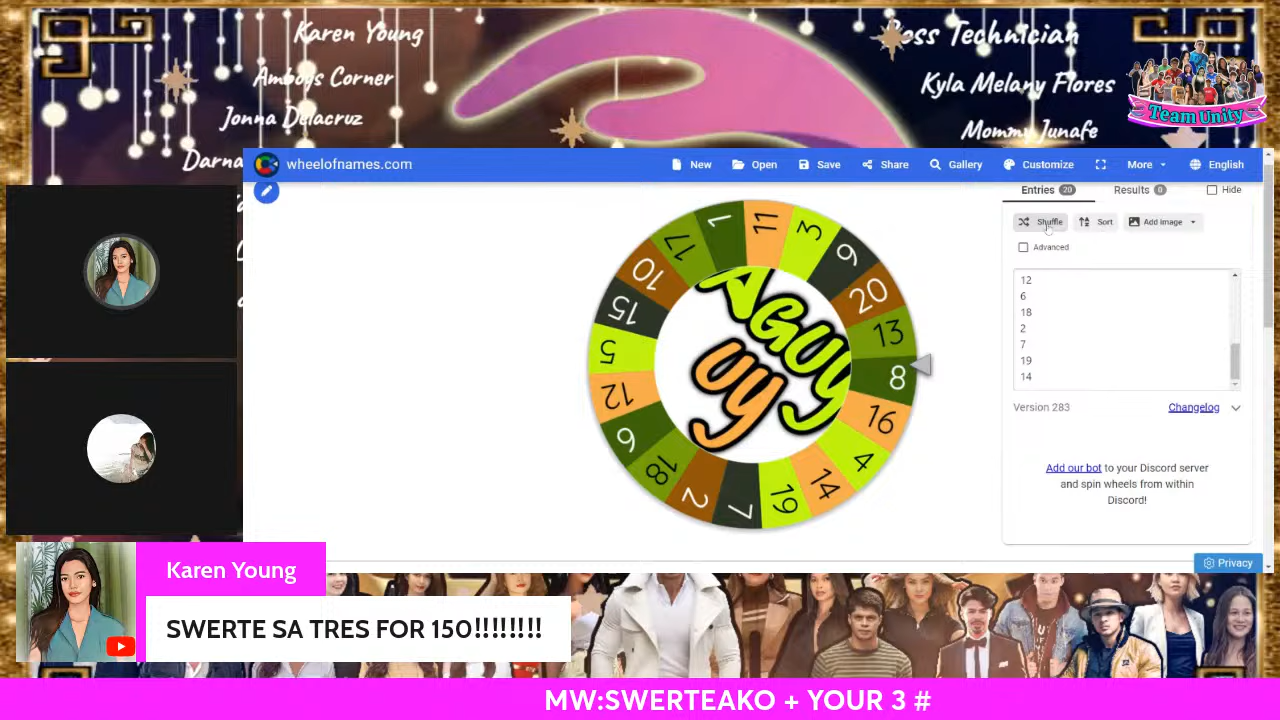 Karen Young
Amboys Corner
Jonna Delacruz
Darna
Boss Technician
Kyla Melany Flores
Mommy Junafe
Team Unity
wheelofnames.com
New
Open
Save
Share
Gallery
Customize
More
English
Entries 20
Results 0
Hide
Shuffle
Sort
Add image
Advanced
12
6
18
2
7
19
14
Version 283
Changelog
Add our bot to your Discord server
and spin wheels from within
Discord!
Privacy
11
3
9
20
13
8
16
4
14
19
7
2
18
6
12
5
15
10
17
1
AGUY
UY
Karen Young
SWERTE SA TRES FOR 150!!!!!!!!
MW:SWERTEAKO + YOUR 3 #